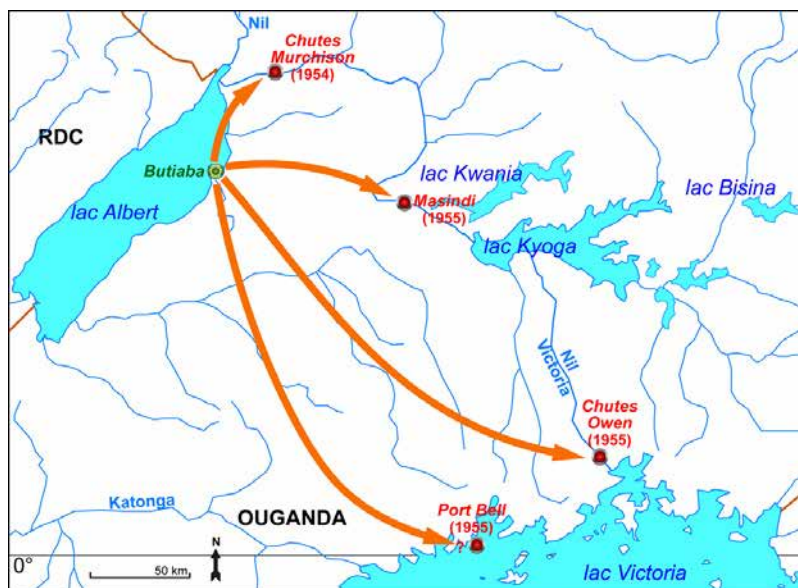 Nil
Chutes
Murchison
(1954)
RDC
Butiaba
lac Albert
lac Kwania
Masindi
(1955)
lac Bisina
lac Kyoga
Nil
Victoria
Chutes
Owen
(1955)
Katonga
OUGANDA
Port Bell
(1955)
?
0°
N
50 km
lac Victoria